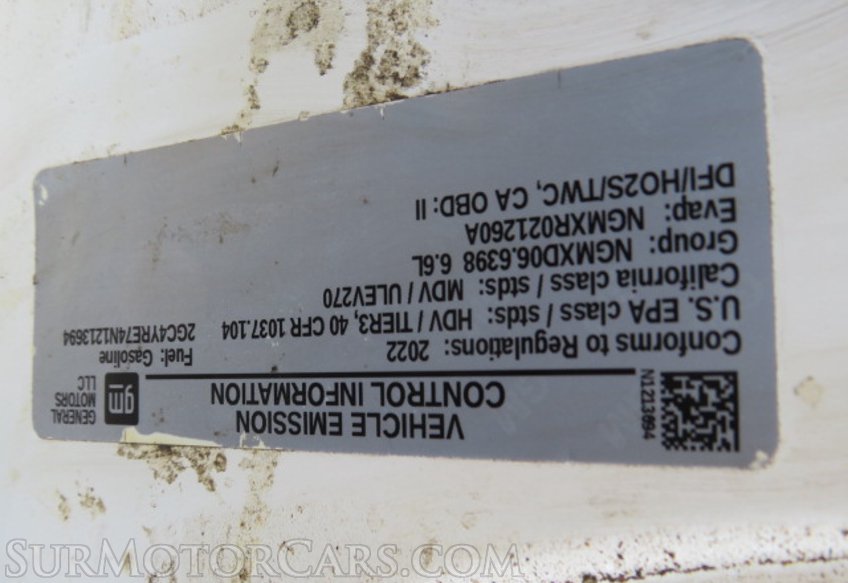 N1213694
VEHICLE EMISSION
CONTROL INFORMATION
gm
GENERAL
MOTORS
LLC
Conforms to Regulations: 2022
Fuel: Gasoline
U.S. EPA class / stds: HDV / TIER3, 40 CFR 1037.104
2GC4YRE74N1213694
California class / stds: MDV / ULEV270
Group: NGMXD06.6398 6.6L
Evap: NGMXR021260A
DFI/HO2S/TWC, CA OBD: II
SURMOTORCARS.COM